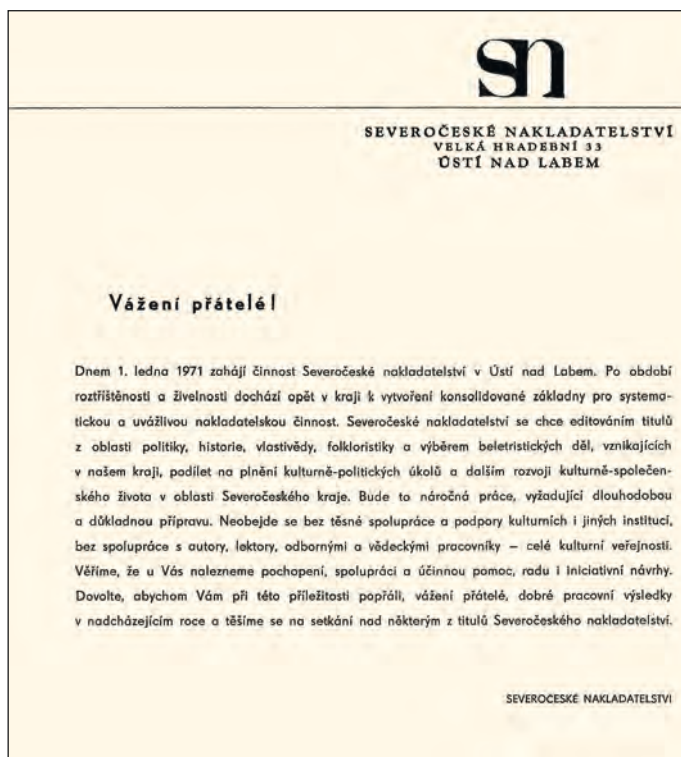 sn
SEVEROČESKÉ NAKLADATELSTVÍ
VELKÁ HRADEBNÍ 33
ÚSTÍ NAD LABEM
Vážení přátelé!
Dnem 1. ledna 1971 zahájí činnost Severočeské nakladatelství v Ústí nad Labem. Po období
roztříštěnosti a živelnosti dochází opět v kraji k vytvoření konsolidované základny pro systema-
tickou a uvážlivou nakladatelskou činnost. Severočeské nakladatelství se chce editováním titulů
z oblasti politiky, historie, vlastivědy, folkloristiky a výběrem beletristických děl, vznikajících
v našem kraji, podílet na plnění kulturně-politických úkolů a dalším rozvoji kulturně-společen-
ského života v oblasti Severočeského kraje. Bude to náročná práce, vyžadující dlouhodobou
a důkladnou přípravu. Neobejde se bez těsné spolupráce a podpory kulturních i jiných institucí,
bez spolupráce s autory, lektory, odbornými a vědeckými pracovníky – celé kulturní veřejnosti.
Věříme, že u Vás nalezneme pochopení, spolupráci a účinnou pomoc, radu i iniciativní návrhy.
Dovolte, abychom Vám při této příležitosti popřáli, vážení přátelé, dobré pracovní výsledky
v nadcházejícím roce a těšíme se na setkání nad některým z titulů Severočeského nakladatelství.
SEVEROČESKÉ NAKLADATELSTVÍ